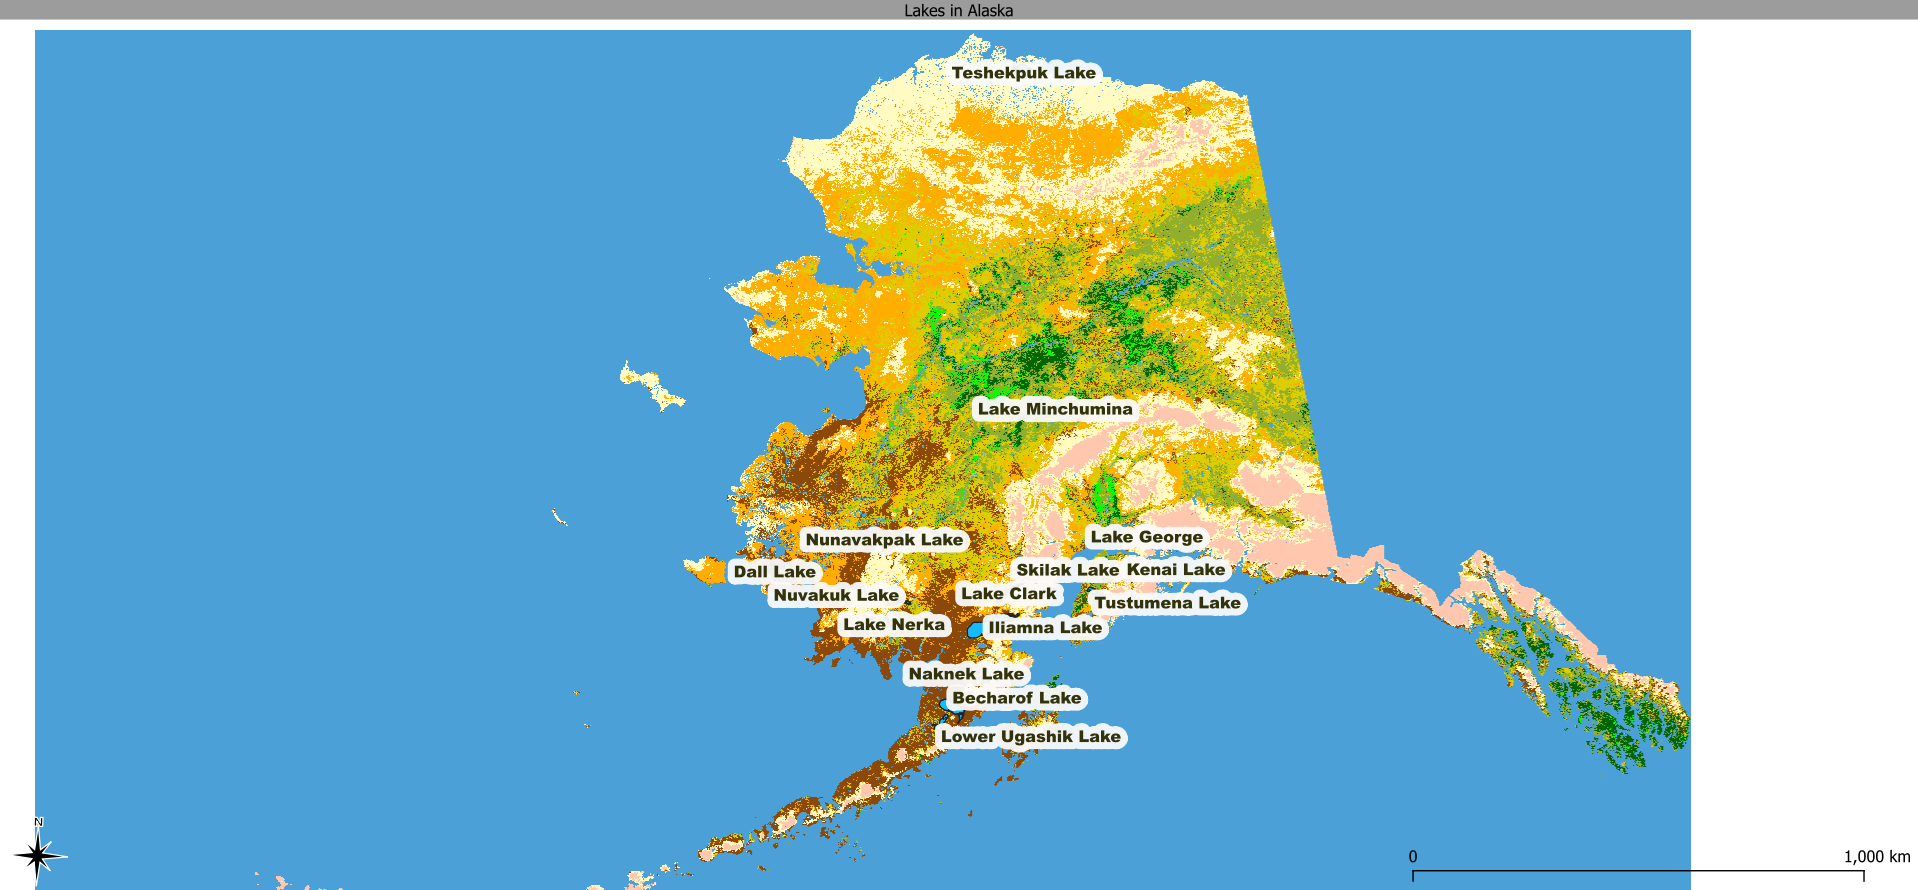 Lakes in Alaska
Teshekpuk Lake
Lake Minchumina
Nunavakpak Lake
Lake George
Dall Lake
Skilak Lake
Kenai Lake
Nuvakuk Lake
Lake Clark
Tustumena Lake
Lake Nerka
Iliamna Lake
Naknek Lake
Becharof Lake
Lower Ugashik Lake
N
0
1,000 km